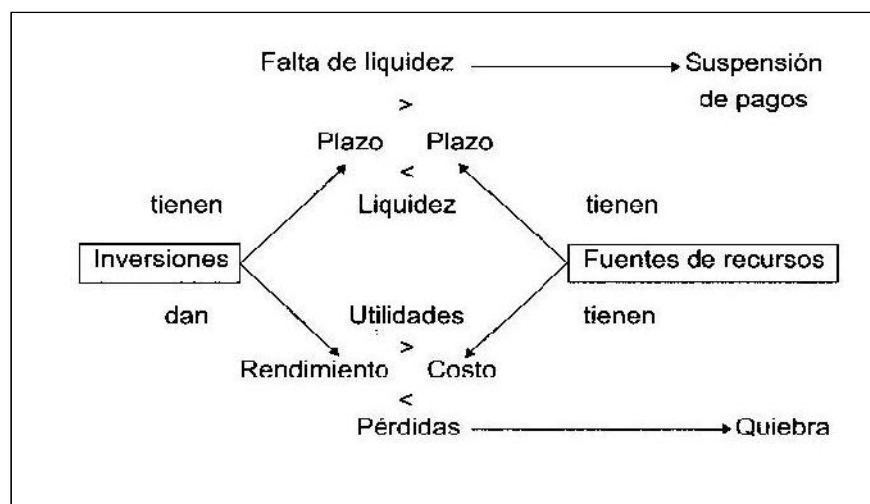 Falta de liquidez Suspensión
de pagos
>
Plazo Plazo
<
tienen Liquidez tienen
Inversiones Fuentes de recursos
dan Utilidades tienen
>
Rendimiento Costo
<
Pérdidas Quiebra